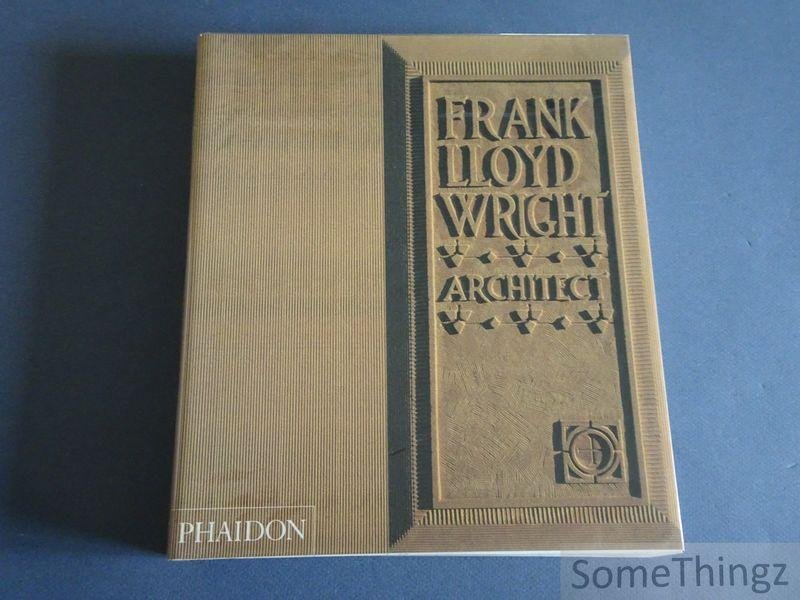 FRANK
LLOYD
WRIGHT
ARCHITECT
PHAIDON
SomeThingz